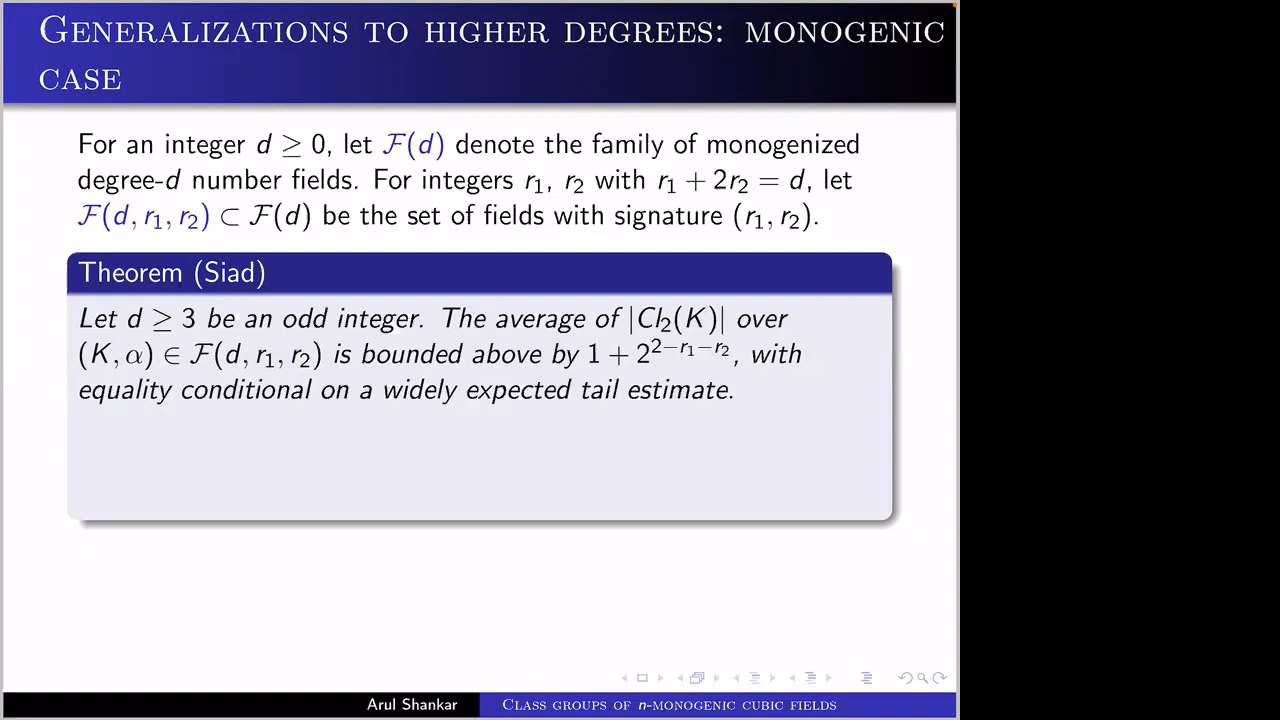 GENERALIZATIONS TO HIGHER DEGREES: MONOGENIC
CASE
For an integer d ≥ 0, let ℱ(d) denote the family of monogenized
degree-d number fields. For integers r₁, r₂ with r₁ + 2r₂ = d, let
ℱ(d, r₁, r₂) ⊂ ℱ(d) be the set of fields with signature (r₁, r₂).
Theorem (Siad)
Let d ≥ 3 be an odd integer. The average of |Cl₂(K)| over
(K, α) ∈ ℱ(d, r₁, r₂) is bounded above by 1 + 2^{2−r₁−r₂}, with
equality conditional on a widely expected tail estimate.
Arul Shankar
CLASS GROUPS OF n-MONOGENIC CUBIC FIELDS